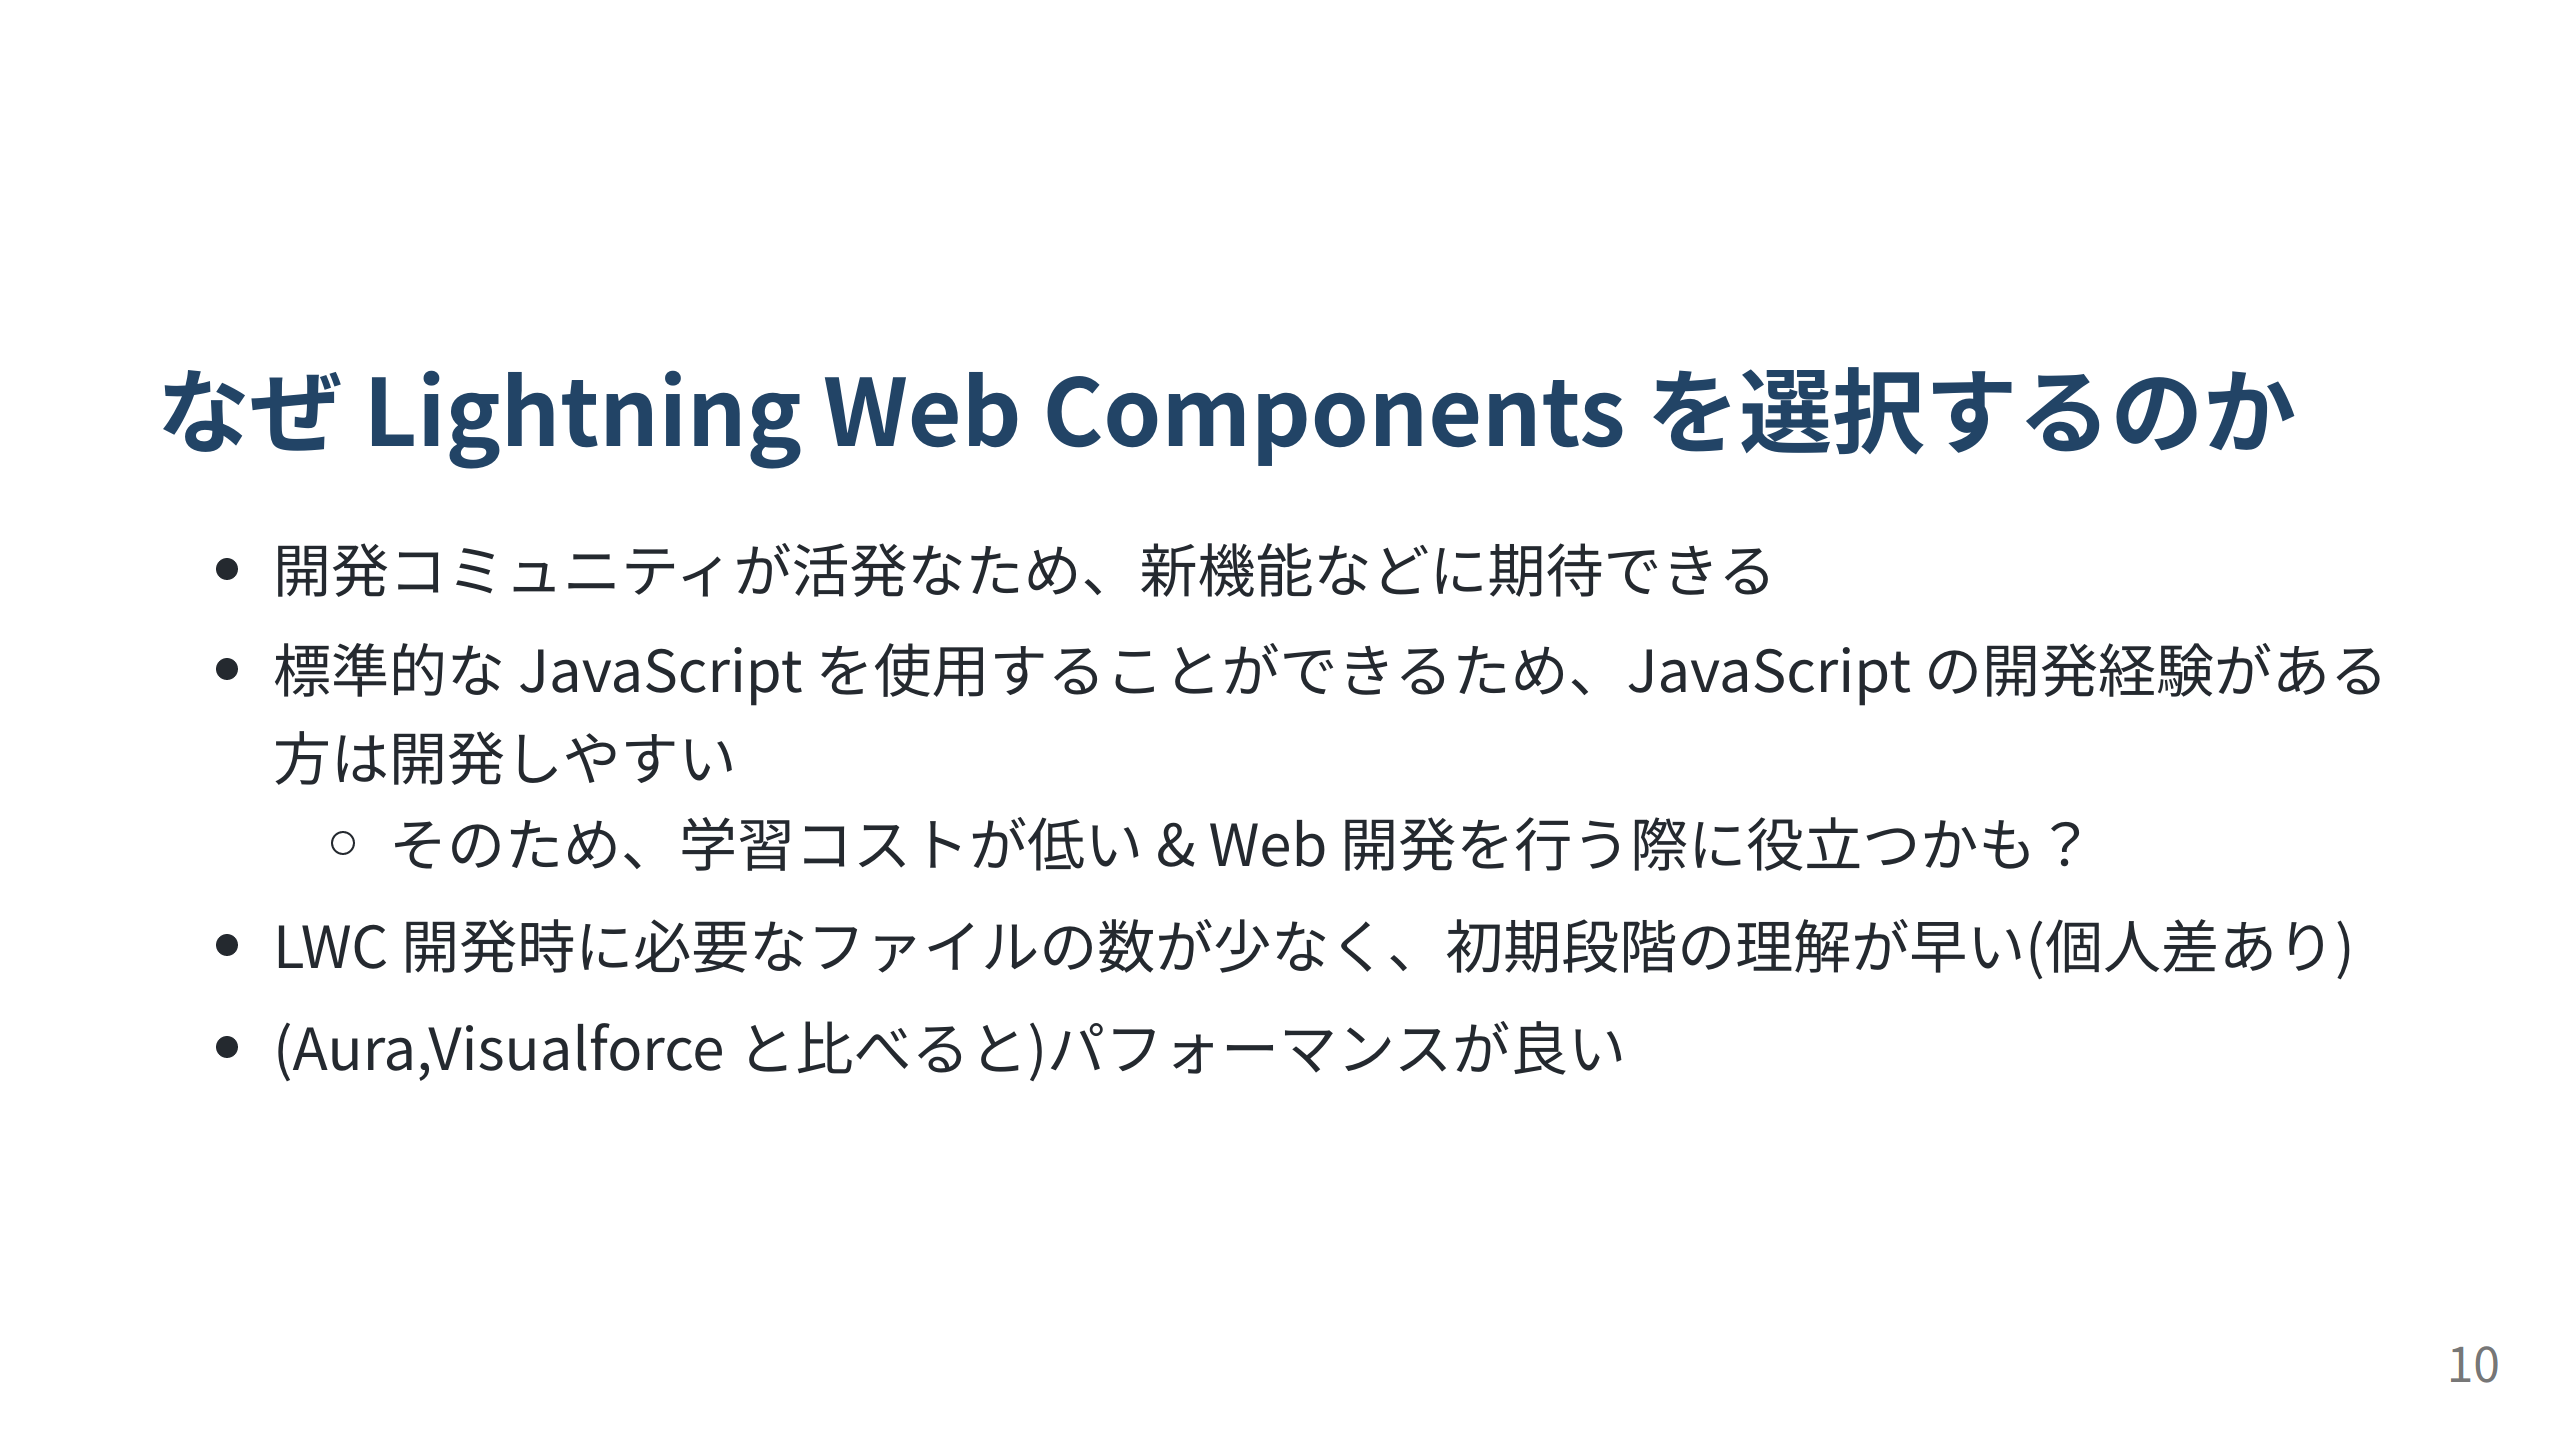 なぜ Lightning Web Components を選択するのか
• 開発コミュニティが活発なため、新機能などに期待できる
• 標準的な JavaScript を使用することができるため、JavaScript の開発経験がある
方は開発しやすい
○ そのため、学習コストが低い & Web 開発を行う際に役立つかも？
• LWC 開発時に必要なファイルの数が少なく、初期段階の理解が早い(個人差あり)
• (Aura,Visualforce と比べると)パフォーマンスが良い
10